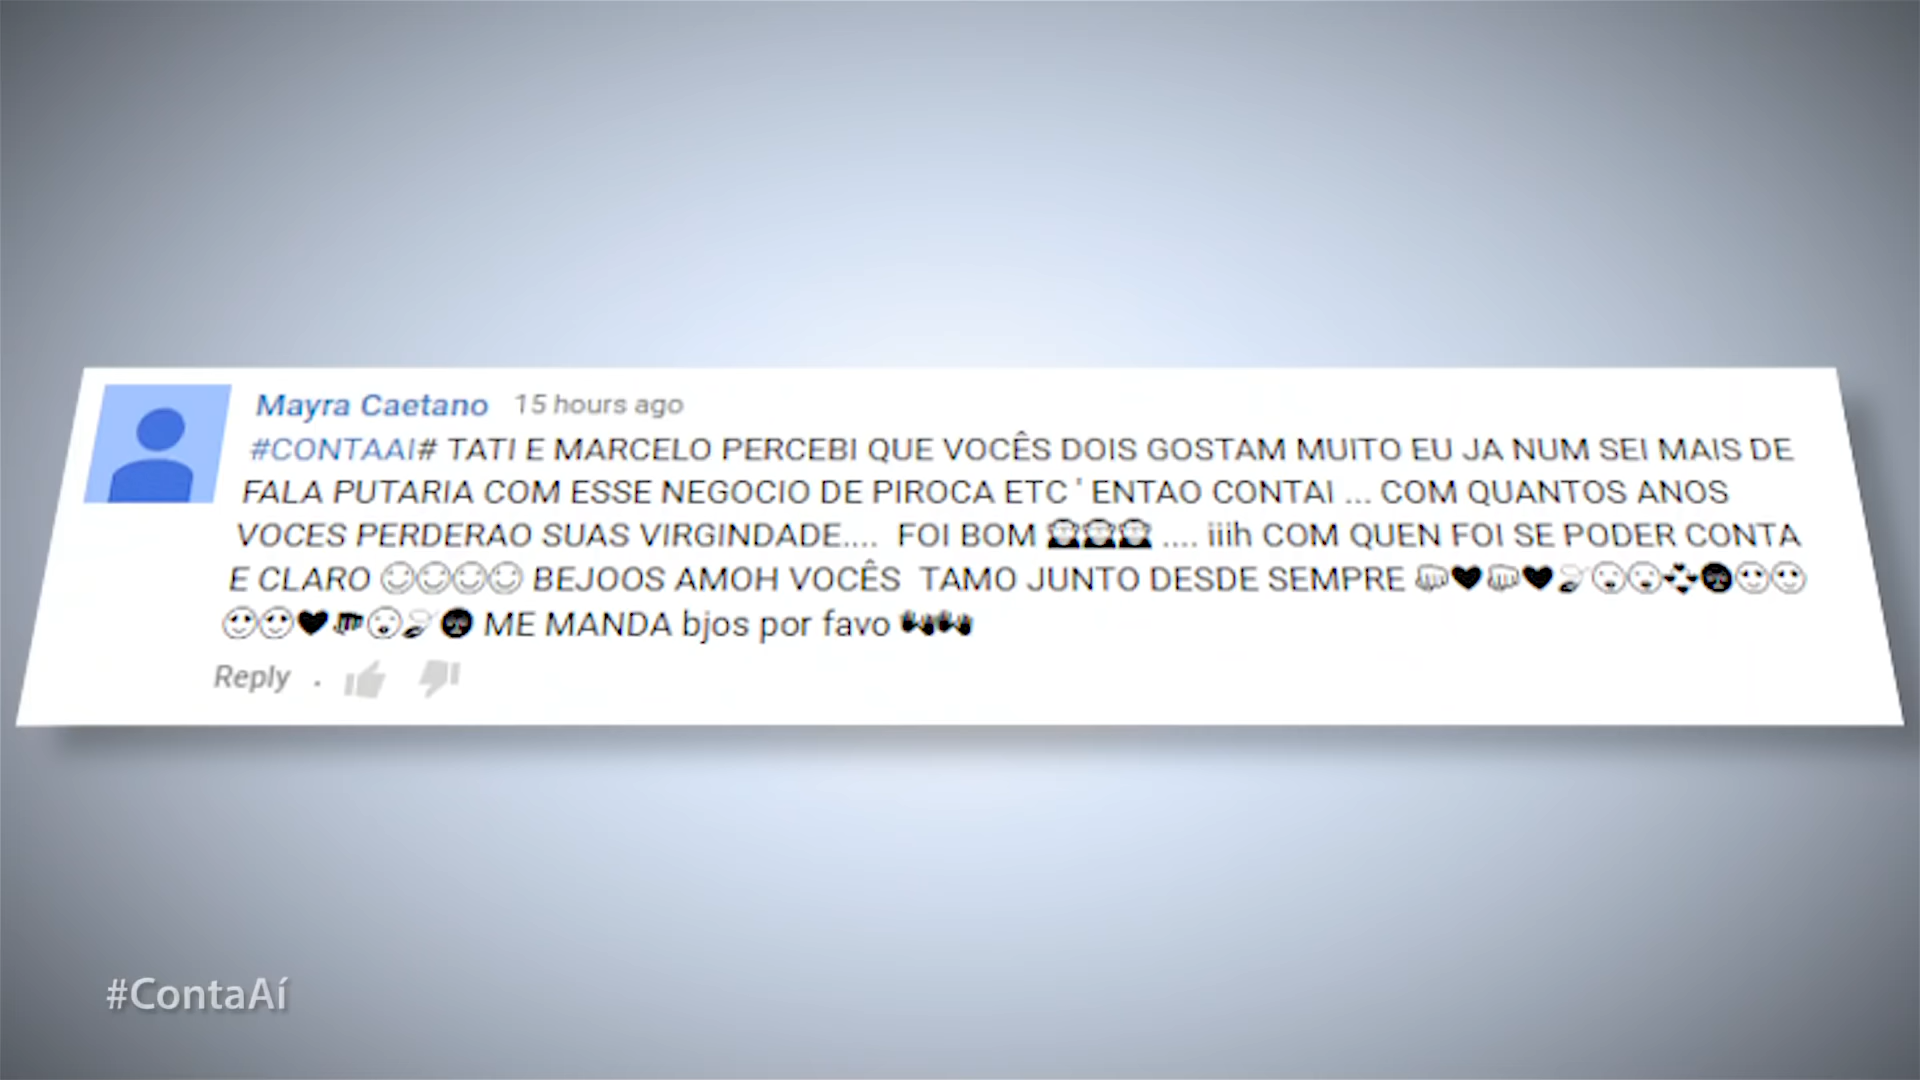 Mayra Caetano 15 hours ago
#CONTAAI# TATI E MARCELO PERCEBI QUE VOCÊS DOIS GOSTAM MUITO EU JA NUM SEI MAIS DE
FALA PUTARIA COM ESSE NEGOCIO DE PIROCA ETC ' ENTAO CONTAI ... COM QUANTOS ANOS
VOCES PERDERAO SUAS VIRGINDADE.... FOI BOM .... iiih COM QUEN FOI SE PODER CONTA
E CLARO BEJOOS AMOH VOCÊS TAMO JUNTO DESDE SEMPRE
ME MANDA bjos por favo
Reply .
#ContaAí